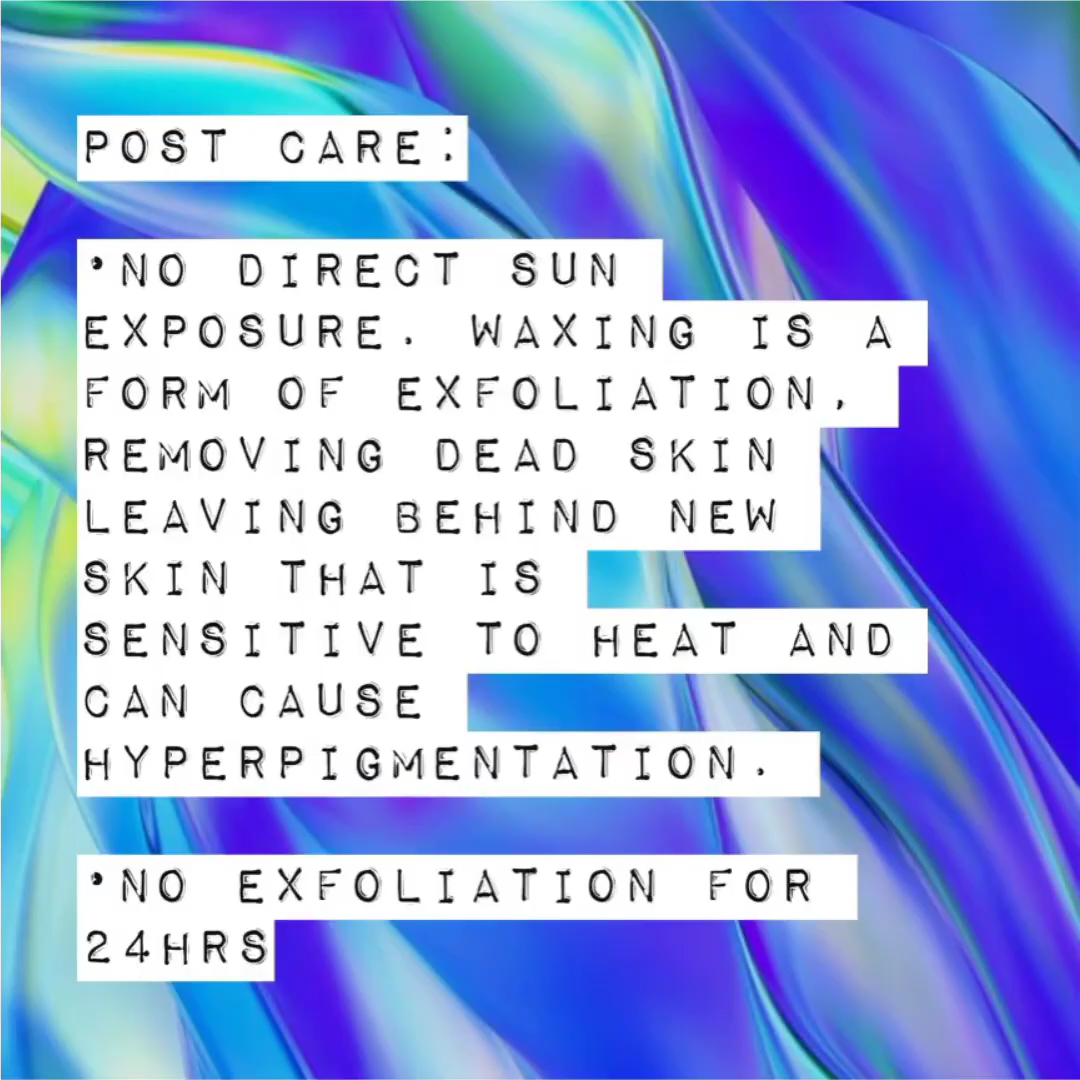 POST CARE:
•NO DIRECT SUN
EXPOSURE. WAXING IS A
FORM OF EXFOLIATION,
REMOVING DEAD SKIN
LEAVING BEHIND NEW
SKIN THAT IS
SENSITIVE TO HEAT AND
CAN CAUSE
HYPERPIGMENTATION.
•NO EXFOLIATION FOR
24HRS